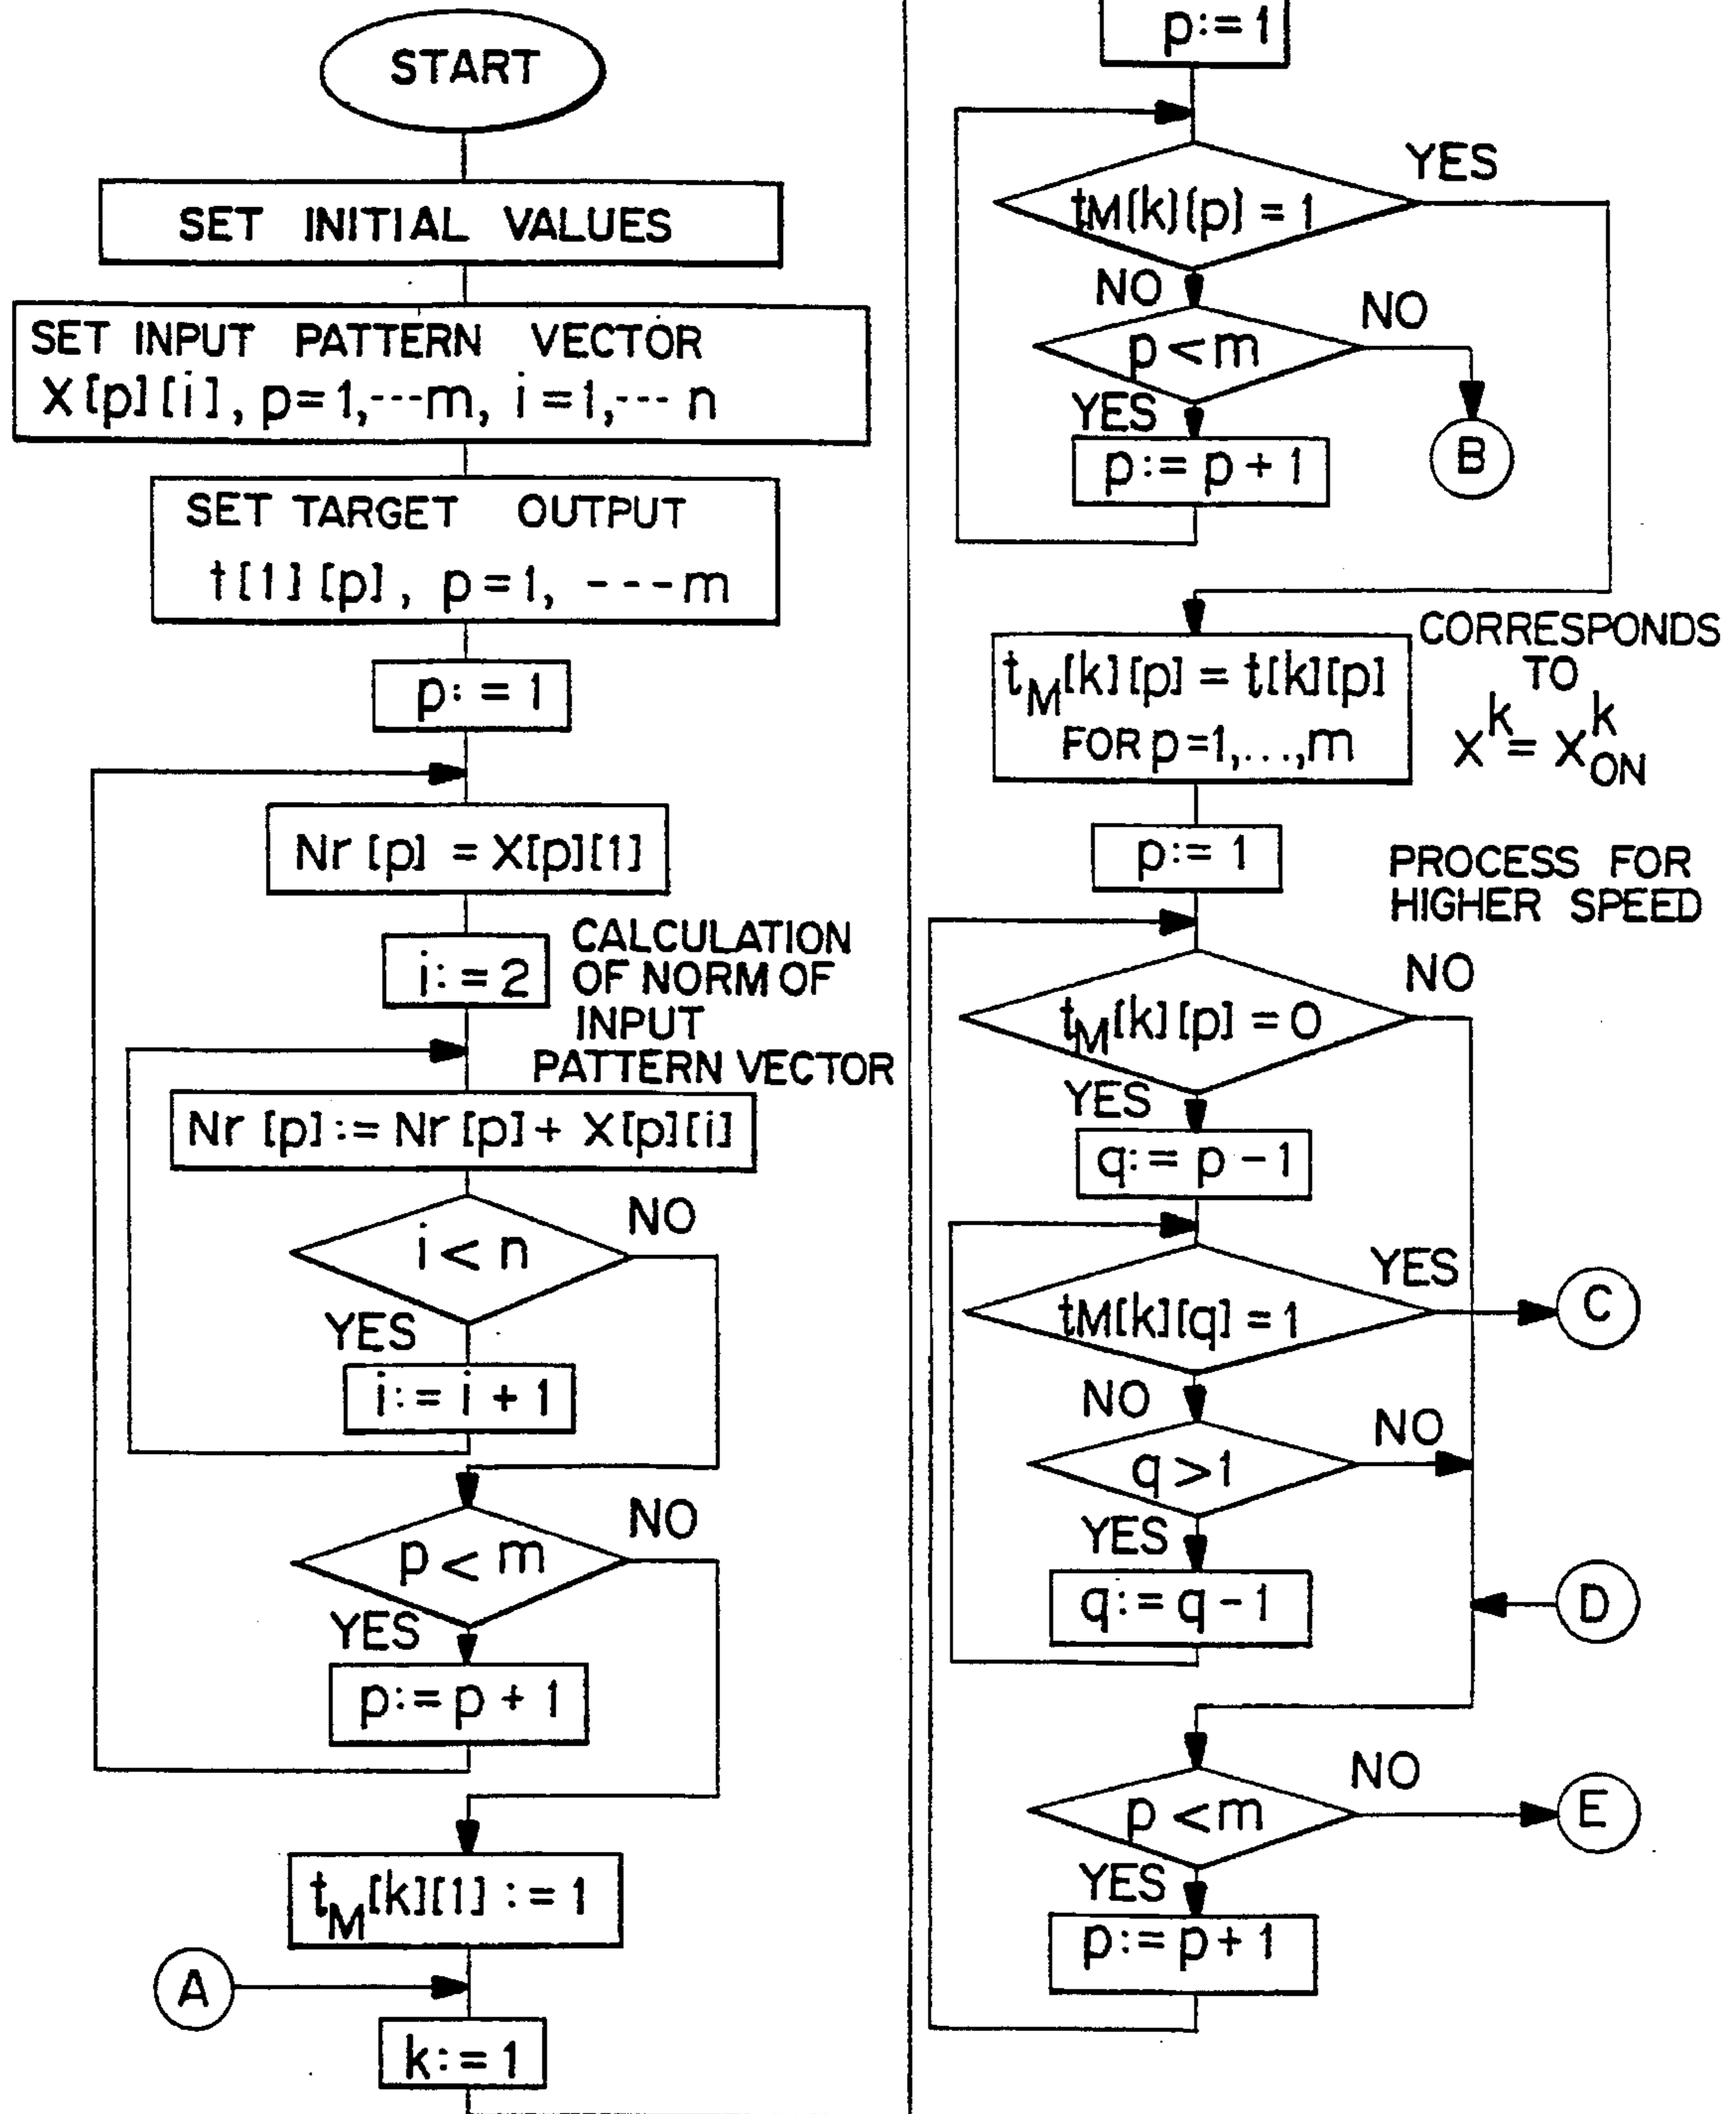 START
SET INITIAL VALUES
SET INPUT PATTERN VECTOR
X[p][i], p=1,---m, i=1,--- n
SET TARGET OUTPUT
t[1][p], p=1, ---m
p:=1
Nr[p] = X[p][1]
i:=2
CALCULATION
OF NORM OF
INPUT
PATTERN VECTOR
Nr[p]:= Nr[p]+ X[p][i]
i < n
NO
YES
i:= i + 1
p < m
NO
YES
p:= p + 1
tM[k][1] := 1
A
k:=1
p:=1
tM[k][p] = 1
YES
NO
p < m
NO
YES
B
p:= p + 1
tM[k][p] = t[k][p]
FOR p=1,...,m
CORRESPONDS
TO
x^k = x^k_ON
p:= 1
PROCESS FOR
HIGHER SPEED
tM[k][p] = 0
NO
YES
q:= p - 1
tM[k][q] = 1
YES
C
NO
q > 1
NO
YES
q:= q - 1
D
p < m
NO
E
YES
p:= p + 1